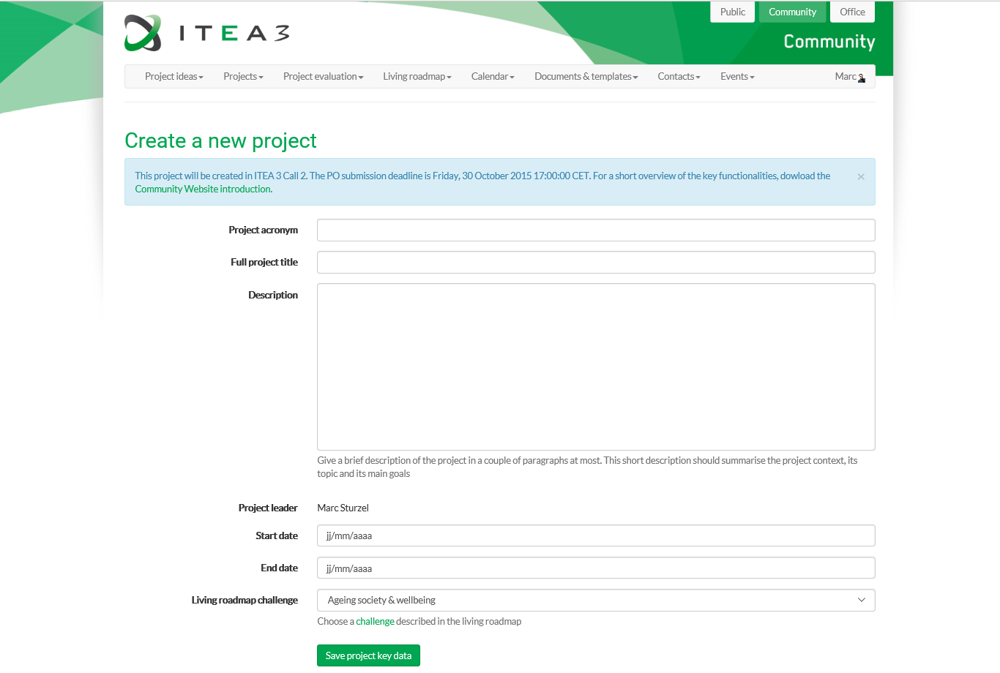 Public Community Office
ITEA3
Community
Project ideas Projects Project evaluation Living roadmap Calendar Documents & templates Contacts Events Marc
Create a new project
This project will be created in ITEA 3 Call 2. The PO submission deadline is Friday, 30 October 2015 17:00:00 CET. For a short overview of the key functionalities, dowload the
Community Website introduction.
×
Project acronym
Full project title
Description
Give a brief description of the project in a couple of paragraphs at most. This short description should summarise the project context, its
topic and its main goals
Project leader Marc Sturzel
Start date jj/mm/aaaa
End date jj/mm/aaaa
Living roadmap challenge Ageing society & wellbeing
Choose a challenge described in the living roadmap
Save project key data